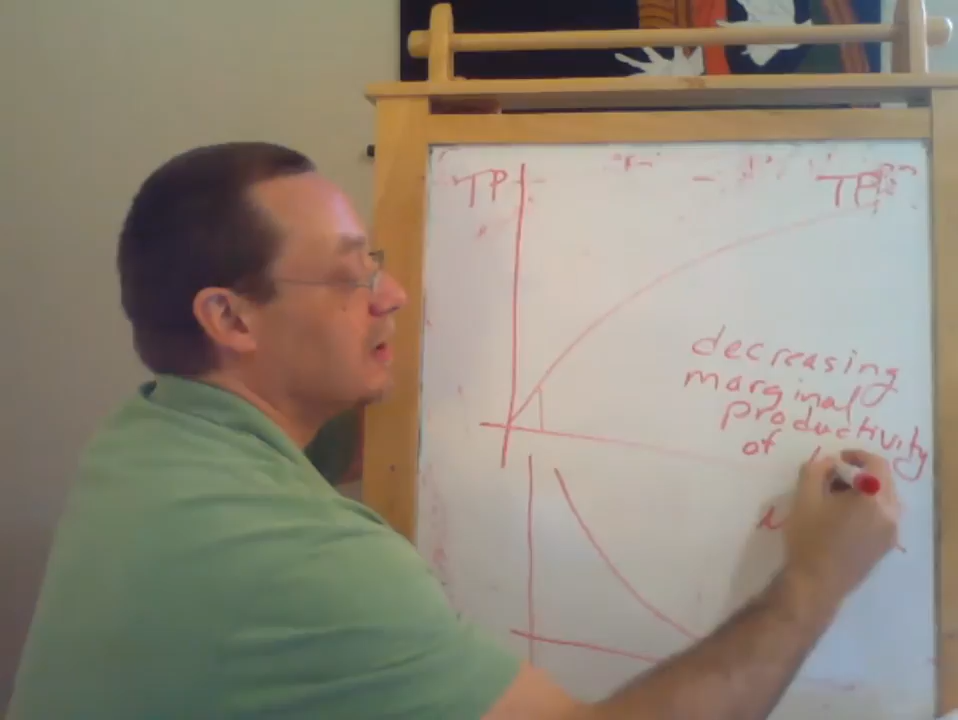 TP
TP
decreasing
marginal
productivity
of